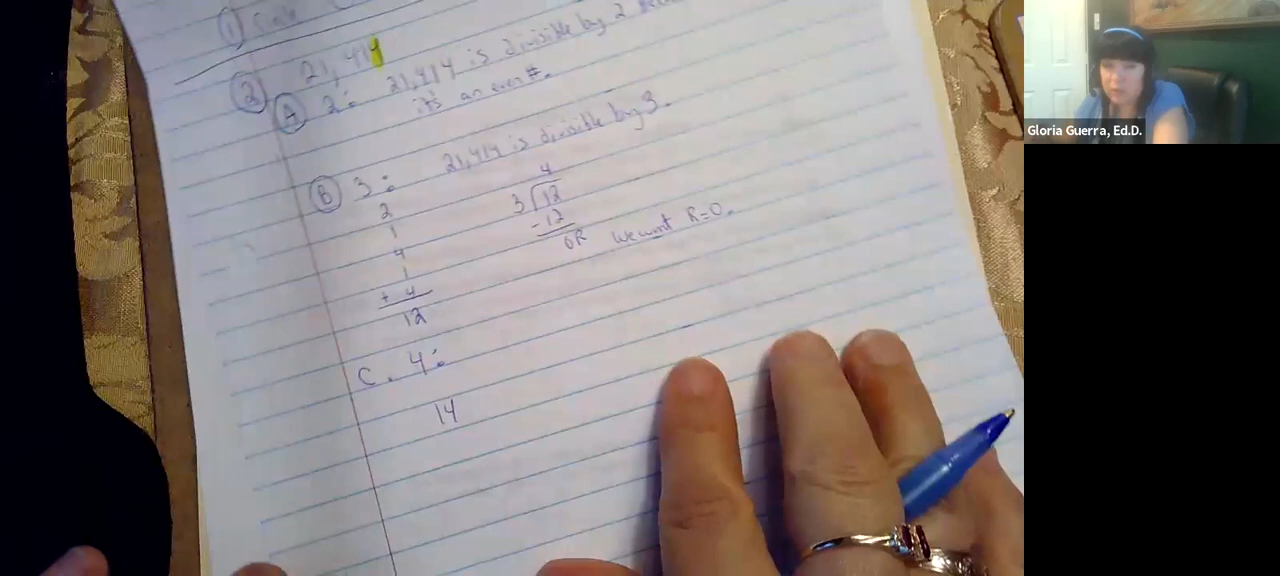 ①
② 21,414
Ⓐ 2: 21,414 is divisible by 2
it's an even #.
Ⓑ 3: 21,414 is divisible by 3.
2
1
4
1
+ 4
12
4
3 12
-12
0R We want R=0.
C. 4:
14
Gloria Guerra, Ed.D.